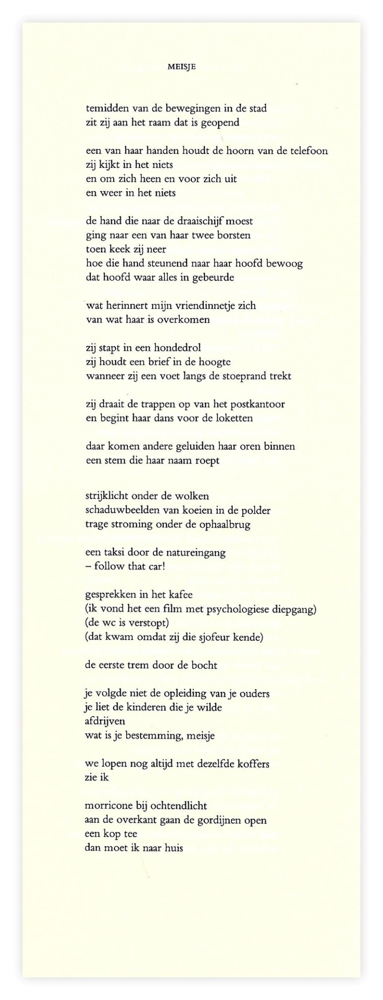 MEISJE
temidden van de bewegingen in de stad
zit zij aan het raam dat is geopend
een van haar handen houdt de hoorn van de telefoon
zij kijkt in het niets
en om zich heen en voor zich uit
en weer in het niets
de hand die naar de draaischijf moest
ging naar een van haar twee borsten
toen keek zij neer
hoe die hand steunend naar haar hoofd bewoog
dat hoofd waar alles in gebeurde
wat herinnert mijn vriendinnetje zich
van wat haar is overkomen
zij stapt in een hondedrol
zij houdt een brief in de hoogte
wanneer zij een voet langs de stoeprand trekt
zij draait de trappen op van het postkantoor
en begint haar dans voor de loketten
daar komen andere geluiden haar oren binnen
een stem die haar naam roept
strijklicht onder de wolken
schaduwbeelden van koeien in de polder
trage stroming onder de ophaalbrug
een taksi door de natureingang
– follow that car!
gesprekken in het kafee
(ik vond het een film met psychologiese diepgang)
(de wc is verstopt)
(dat kwam omdat zij die sjofeur kende)
de eerste trem door de bocht
je volgde niet de opleiding van je ouders
je liet de kinderen die je wilde
afdrijven
wat is je bestemming, meisje
we lopen nog altijd met dezelfde koffers
zie ik
morricone bij ochtendlicht
aan de overkant gaan de gordijnen open
een kop tee
dan moet ik naar huis